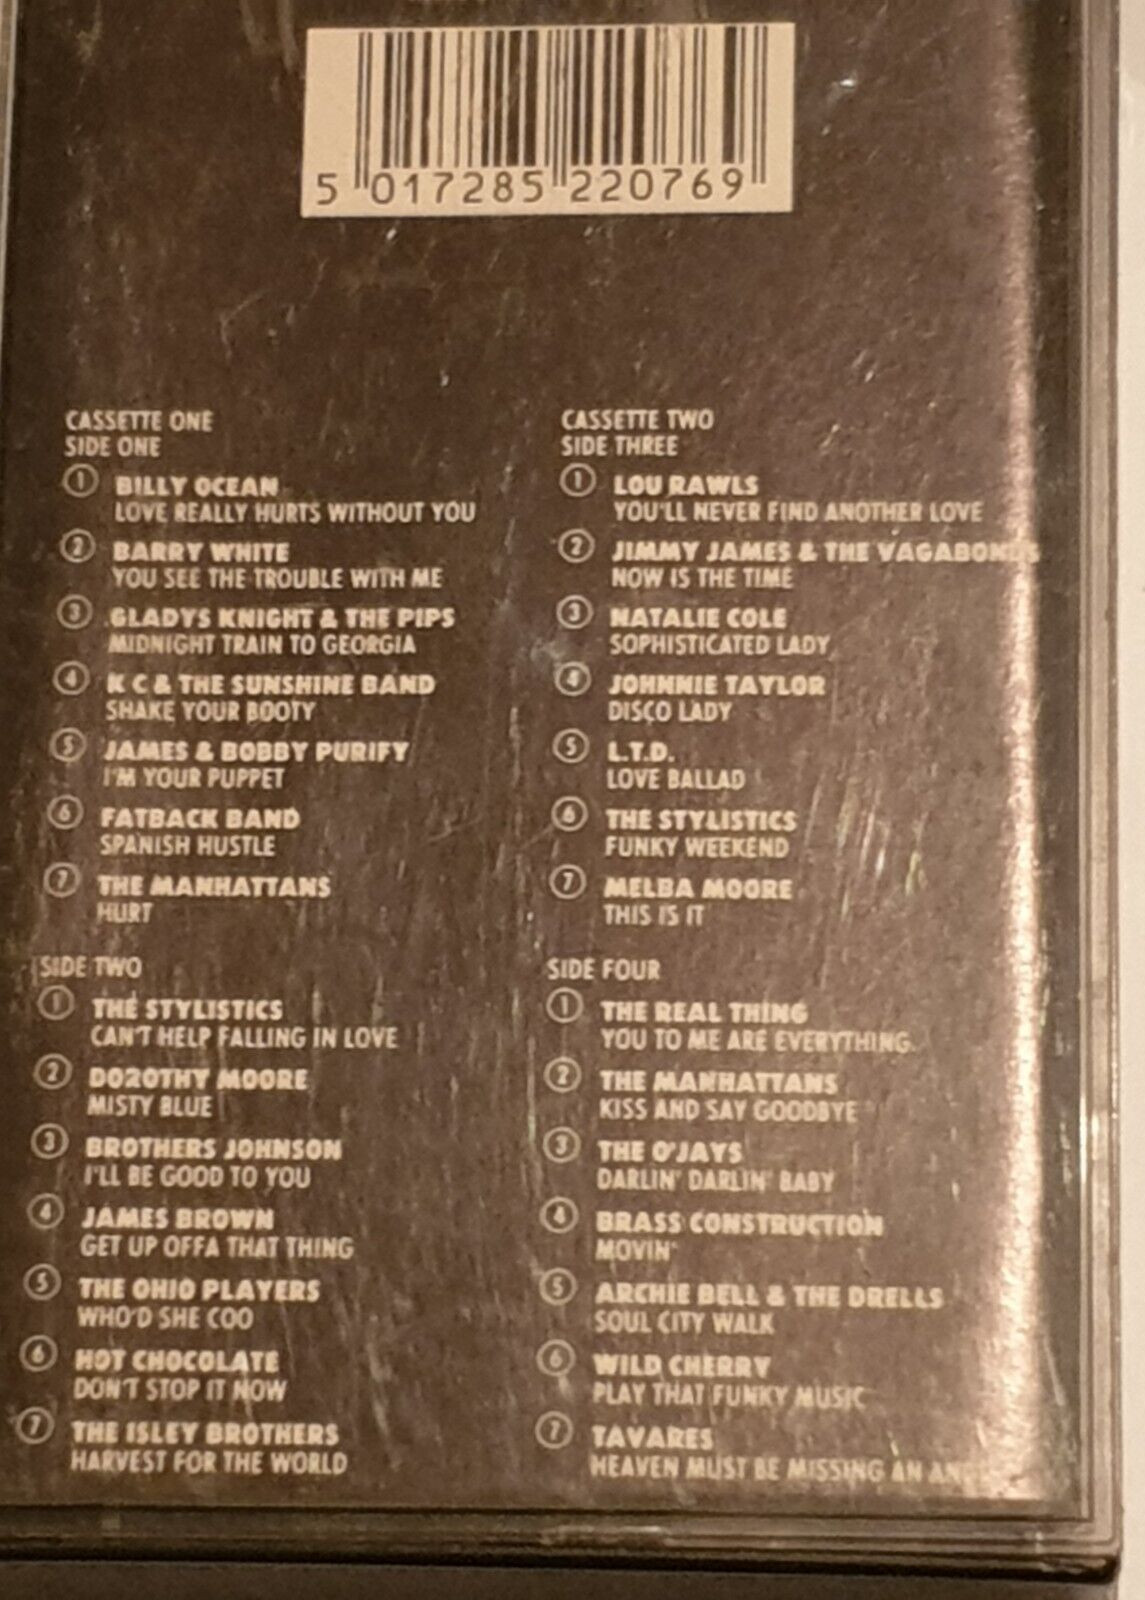 5 017285 220769
CASSETTE ONE
SIDE ONE
1 BILLY OCEAN
LOVE REALLY HURTS WITHOUT YOU
2 BARRY WHITE
YOU SEE THE TROUBLE WITH ME
3 GLADYS KNIGHT & THE PIPS
MIDNIGHT TRAIN TO GEORGIA
4 K C & THE SUNSHINE BAND
SHAKE YOUR BOOTY
5 JAMES & BOBBY PURIFY
I'M YOUR PUPPET
6 FATBACK BAND
SPANISH HUSTLE
7 THE MANHATTANS
HURT
SIDE TWO
1 THE STYLISTICS
CAN'T HELP FALLING IN LOVE
2 DOROTHY MOORE
MISTY BLUE
3 BROTHERS JOHNSON
I'LL BE GOOD TO YOU
4 JAMES BROWN
GET UP OFFA THAT THING
5 THE OHIO PLAYERS
WHO'D SHE COO
6 HOT CHOCOLATE
DON'T STOP IT NOW
7 THE ISLEY BROTHERS
HARVEST FOR THE WORLD
CASSETTE TWO
SIDE THREE
1 LOU RAWLS
YOU'LL NEVER FIND ANOTHER LOVE
2 JIMMY JAMES & THE VAGABONDS
NOW IS THE TIME
3 NATALIE COLE
SOPHISTICATED LADY
4 JOHNNIE TAYLOR
DISCO LADY
5 L.T.D.
LOVE BALLAD
6 THE STYLISTICS
FUNKY WEEKEND
7 MELBA MOORE
THIS IS IT
SIDE FOUR
1 THE REAL THING
YOU TO ME ARE EVERYTHING
2 THE MANHATTANS
KISS AND SAY GOODBYE
3 THE O'JAYS
DARLIN' DARLIN' BABY
4 BRASS CONSTRUCTION
MOVIN'
5 ARCHIE BELL & THE DRELLS
SOUL CITY WALK
6 WILD CHERRY
PLAY THAT FUNKY MUSIC
7 TAVARES
HEAVEN MUST BE MISSING AN